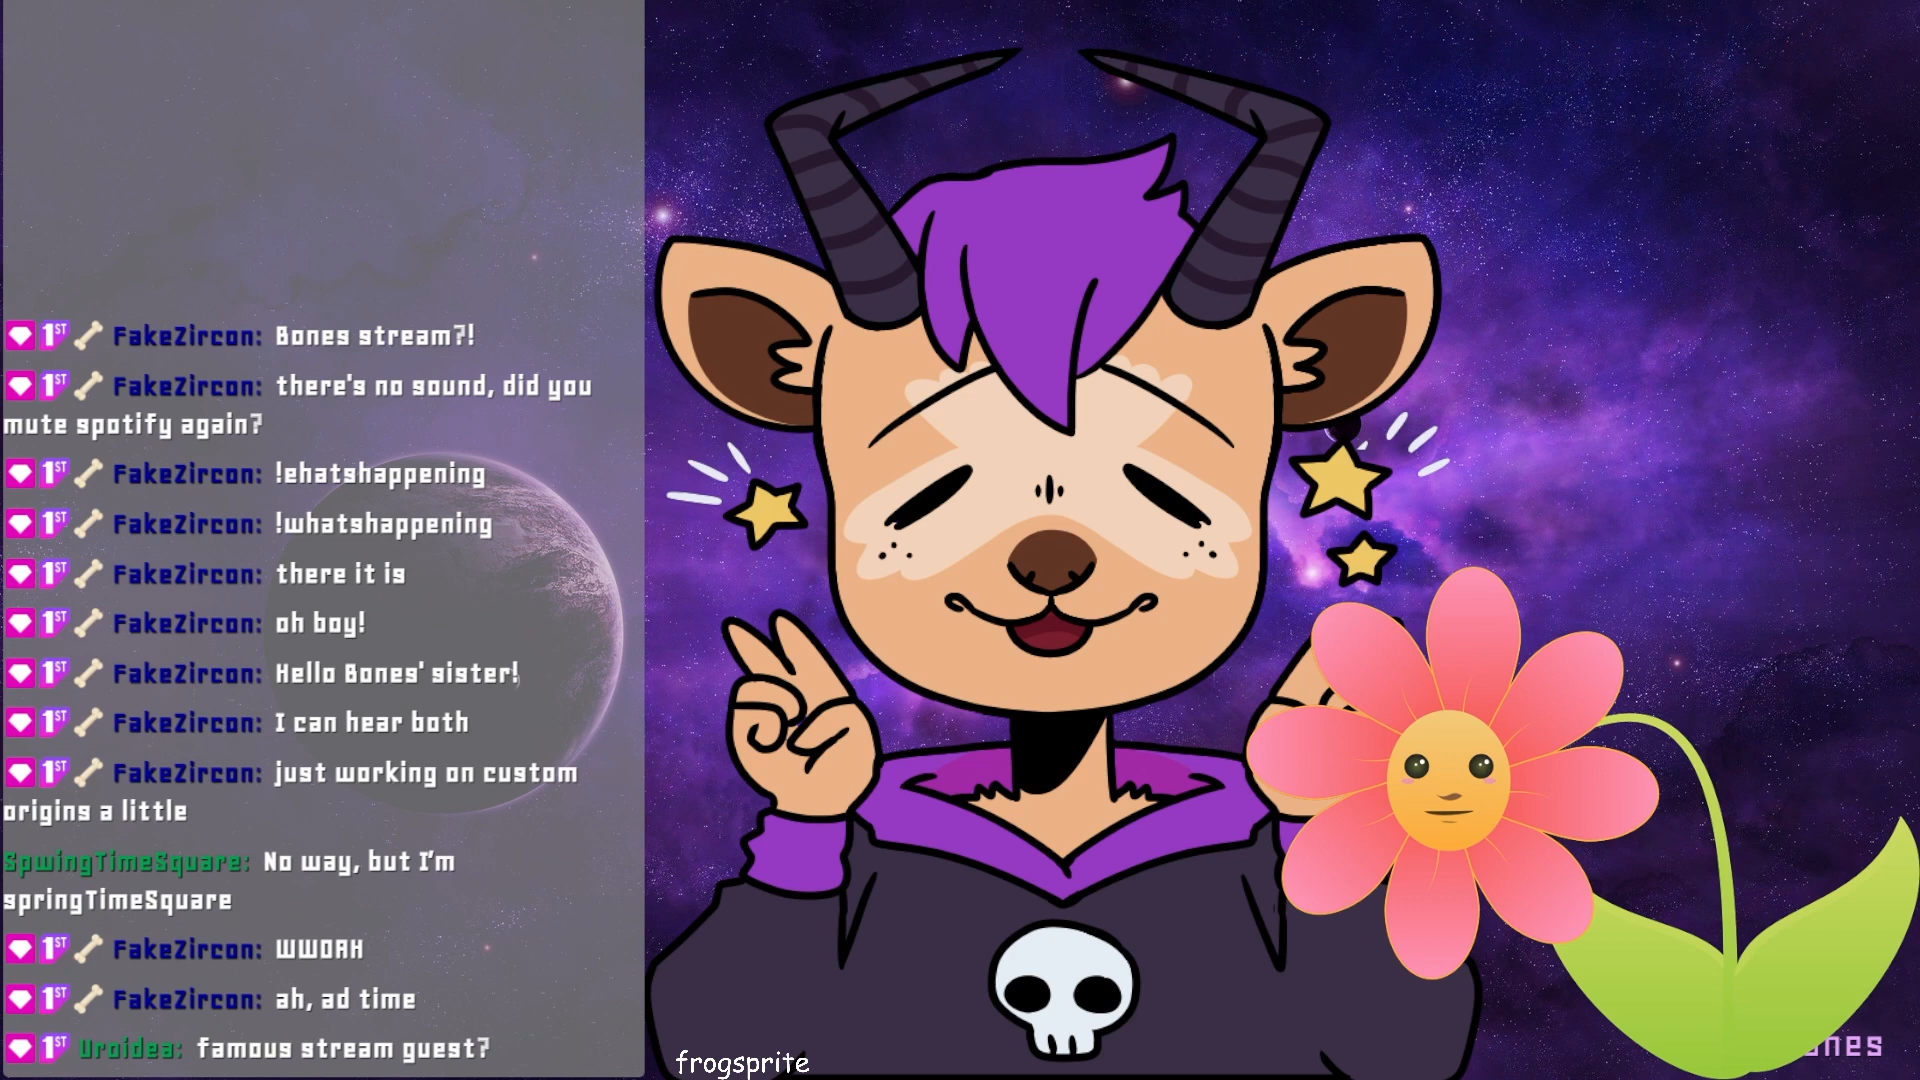 1ST FakeZircon: Bones stream?!
1ST FakeZircon: there's no sound, did you
mute spotify again?
1ST FakeZircon: !ehatshappening
1ST FakeZircon: !whatshappening
1ST FakeZircon: there it is
1ST FakeZircon: oh boy!
1ST FakeZircon: Hello Bones' sister!
1ST FakeZircon: I can hear both
1ST FakeZircon: just working on custom
origins a little
SpwingTimeSquare: No way, but I'm
springTimeSquare
1ST FakeZircon: WWOAH
1ST FakeZircon: ah, ad time
1ST Uroidea: famous stream guest?
frogsprite